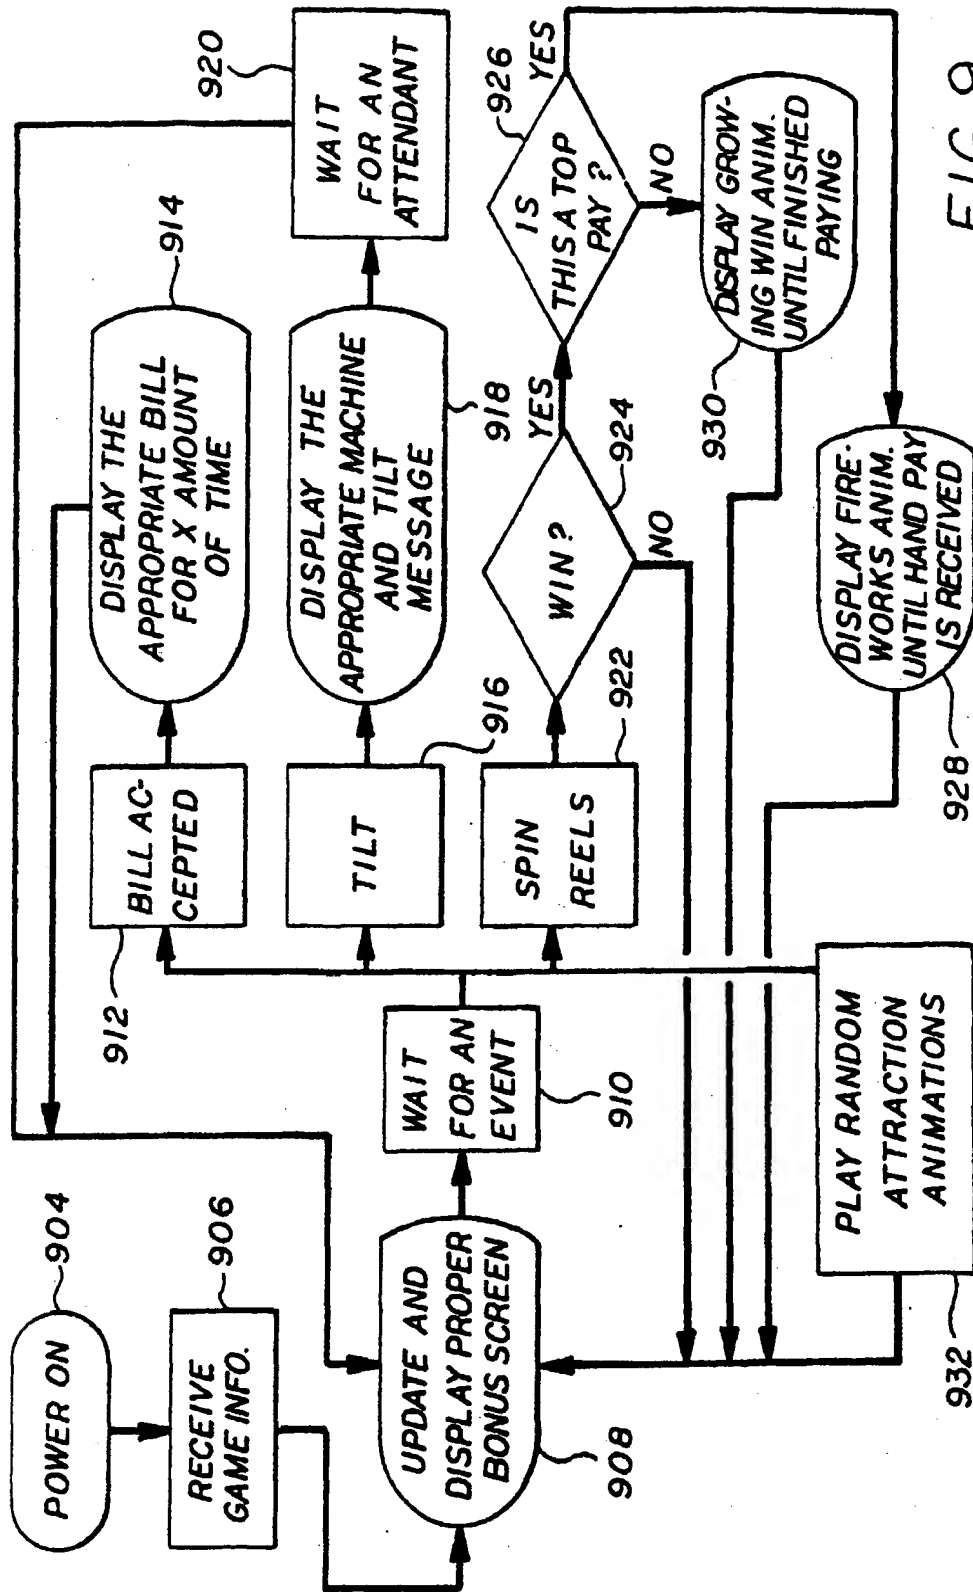 904
POWER ON
906
RECEIVE
GAME INFO.
UPDATE AND
DISPLAY PROPER
BONUS SCREEN
908
WAIT
FOR AN
EVENT
910
912
BILL AC-
CEPTED
DISPLAY THE
APPROPRIATE BILL
FOR X AMOUNT
OF TIME
914
TILT
916
DISPLAY THE
APPROPRIATE MACHINE
AND TILT
MESSAGE
918
920
WAIT
FOR AN
ATTENDANT
SPIN
REELS
922
WIN?
924
YES
NO
IS
THIS A TOP
PAY?
926
YES
NO
DISPLAY GROW-
ING WIN ANIM.
UNTIL FINISHED
PAYING
930
DISPLAY FIRE-
WORKS ANIM.
UNTIL HAND PAY
IS RECEIVED
928
PLAY RANDOM
ATTRACTION
ANIMATIONS
932
FIG. 9